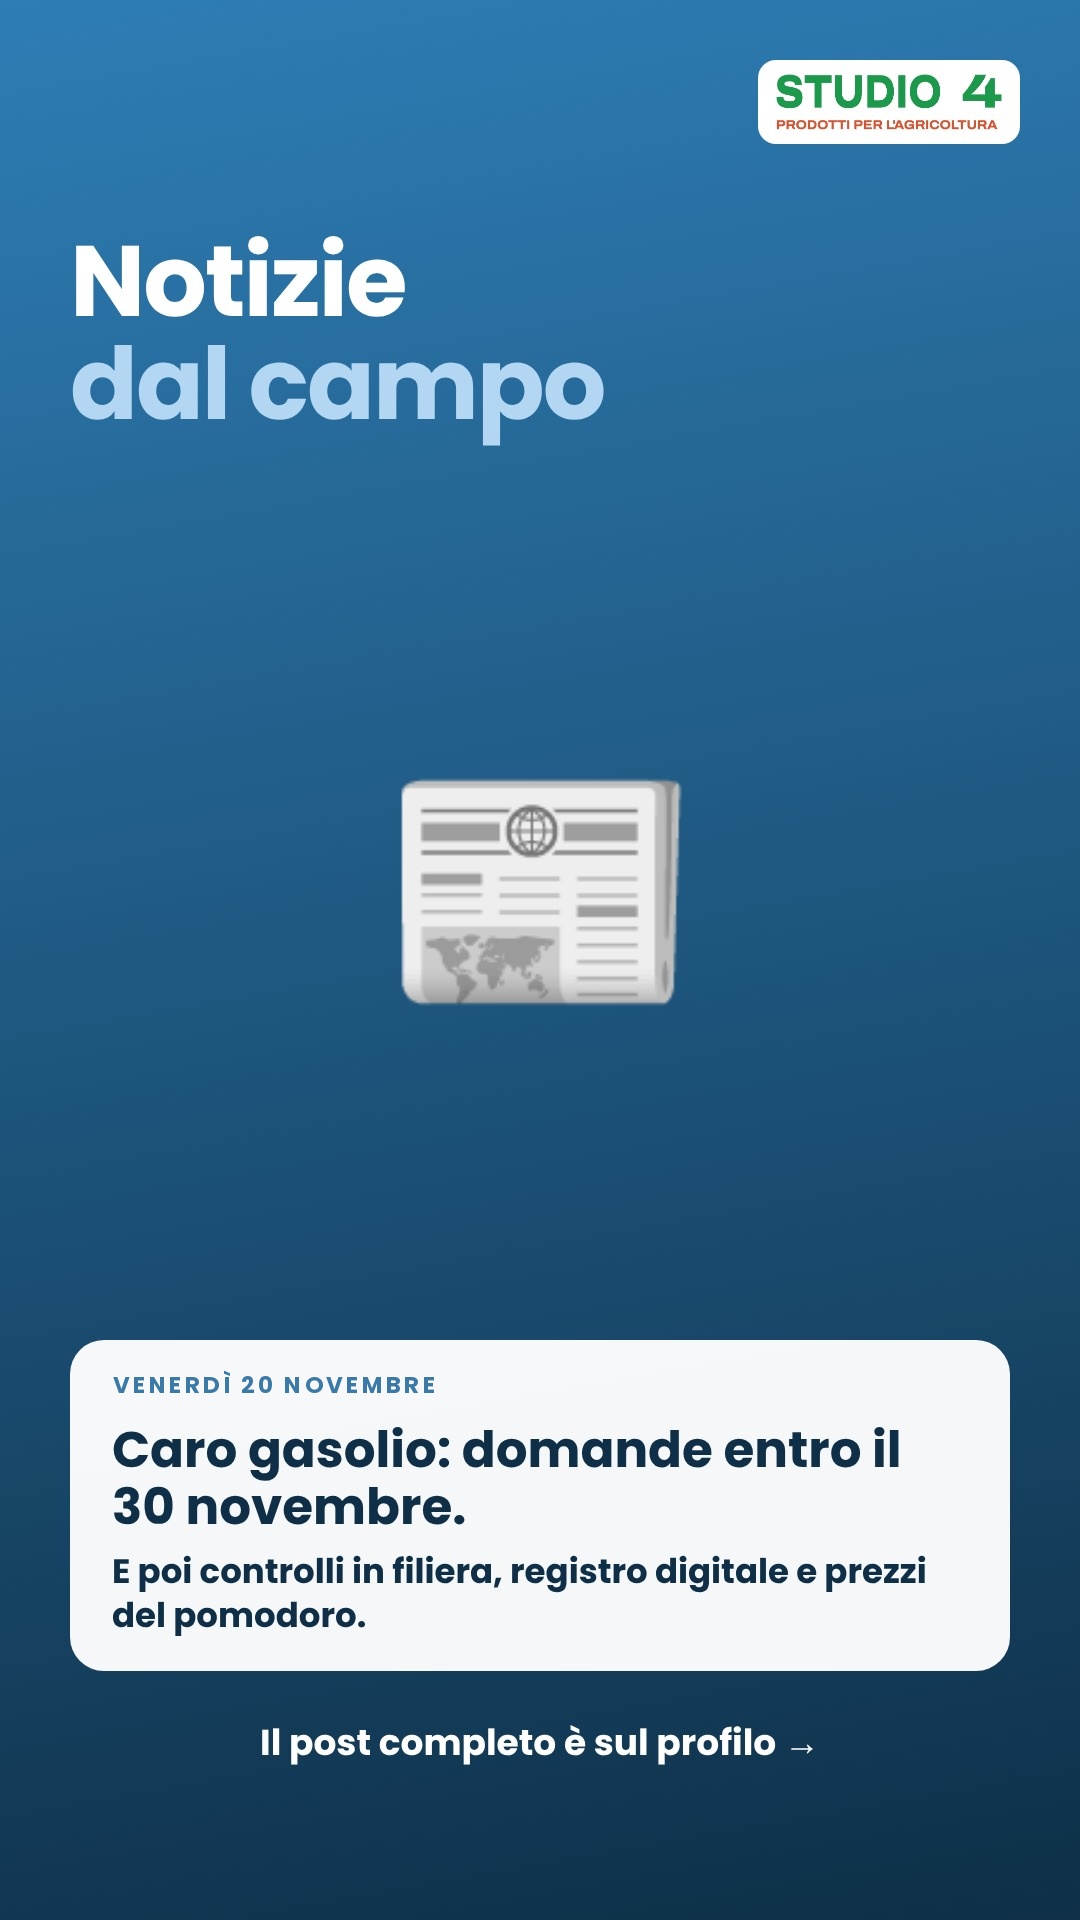 STUDIO 4
PRODOTTI PER L'AGRICOLTURA
Notizie
dal campo
VENERDÌ 20 NOVEMBRE
Caro gasolio: domande entro il
30 novembre.
E poi controlli in filiera, registro digitale e prezzi
del pomodoro.
Il post completo è sul profilo →